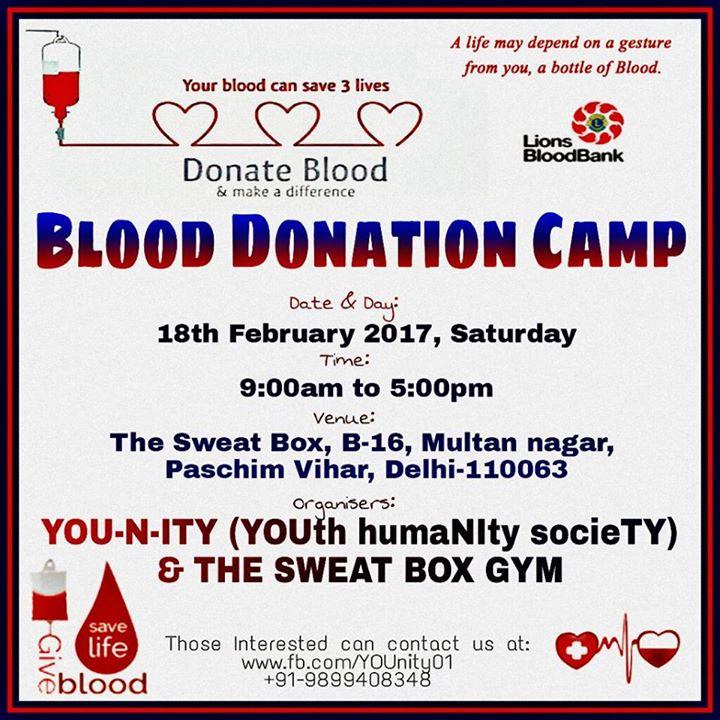 A life may depend on a gesture
from you, a bottle of Blood.
Your blood can save 3 lives
Donate Blood
& make a difference
Lions
BloodBank
BLOOD DONATION CAMP
Date & Day:
18th February 2017, Saturday
Time:
9:00am to 5:00pm
Venue:
The Sweat Box, B-16, Multan nagar,
Paschim Vihar, Delhi-110063
Organisers:
YOU-N-ITY (YOUth humaNIty socieTY)
& THE SWEAT BOX GYM
save
life
Give
blood
Those Interested can contact us at:
www.fb.com/YOUnity01
+91-9899408348